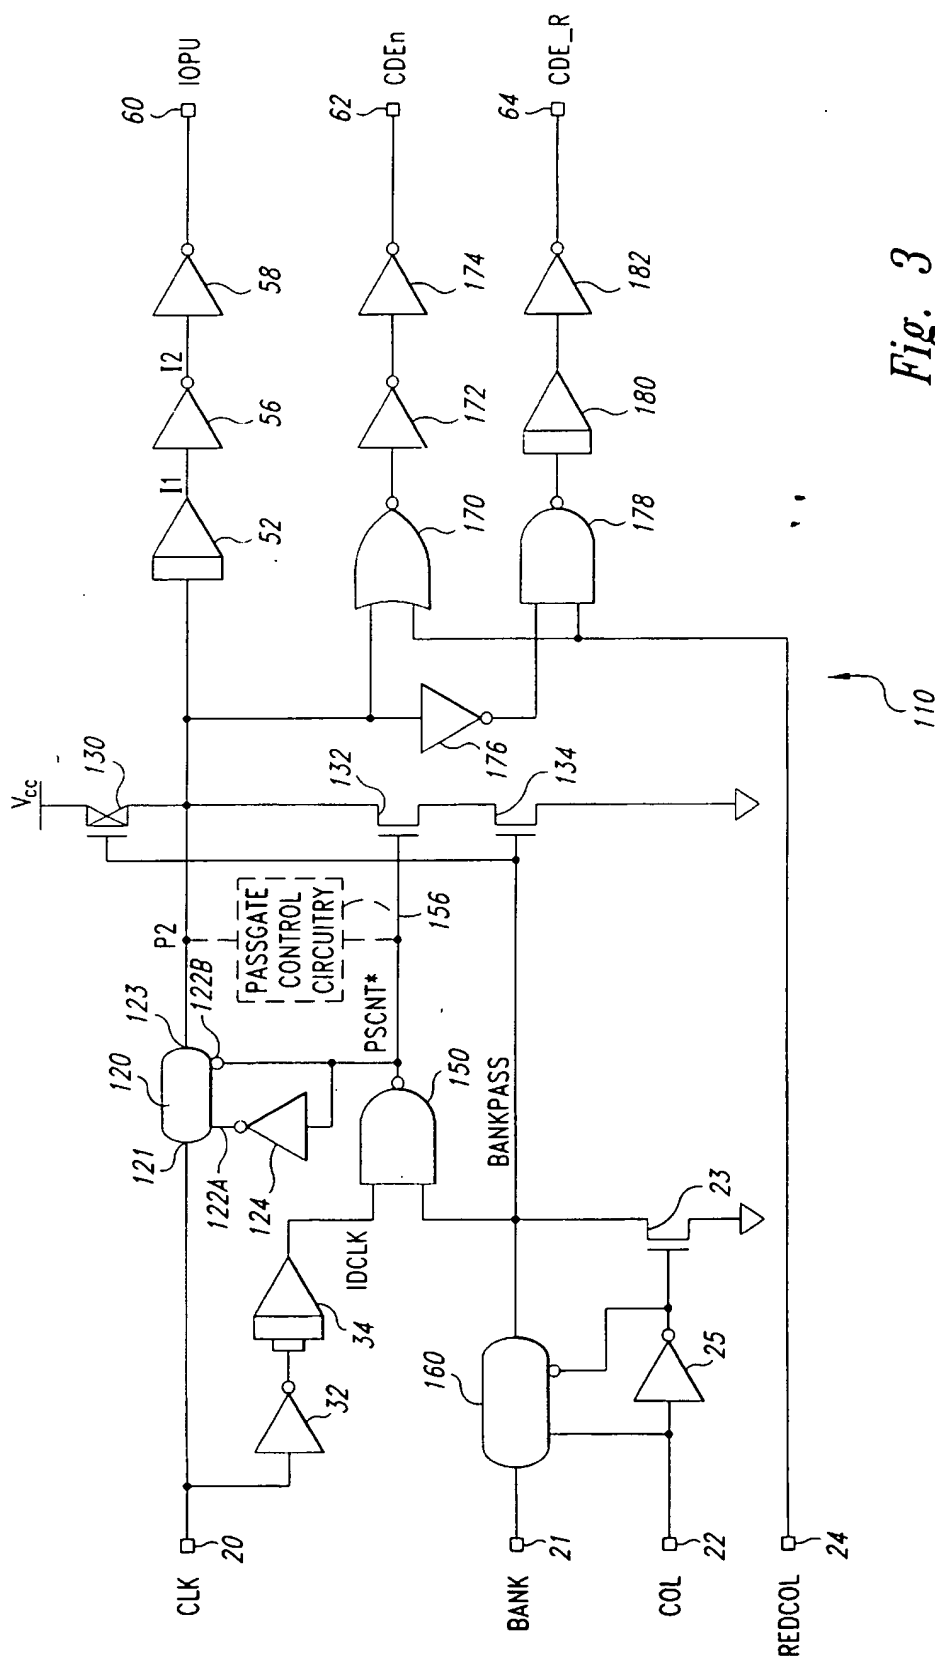 CLK
20
32
34
IDCLK
121
120
123
122A
122B
124
P2
PASSGATE
CONTROL
CIRCUITRY
156
PSCNT*
150
Vcc
130
132
134
52
I1
56
I2
58
60
IOPU
170
172
174
62
CDEn
176
178
180
182
64
CDE_R
BANK
21
160
BANKPASS
23
25
COL
22
REDCOL
24
110
Fig. 3